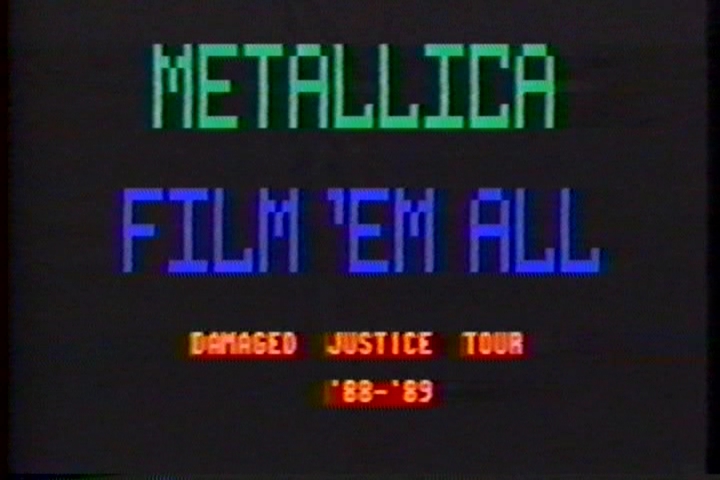 METALLICA
FILM 'EM ALL
DAMAGED JUSTICE TOUR
'88-'89